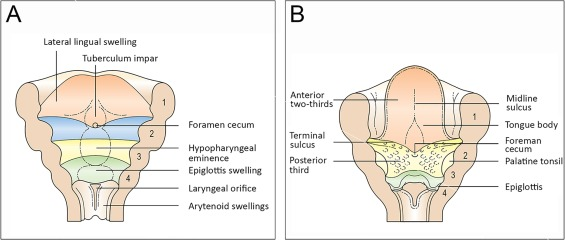 A
Lateral lingual swelling
Tuberculum impar
1
Foramen cecum
2
Hypopharyngeal
eminence
3
Epiglottis swelling
4
Laryngeal orifice
Arytenoid swellings
B
Anterior
two-thirds
Midline
sulcus
1
Tongue body
Terminal
sulcus
Foreman
cecum
Posterior
third
2
Palatine tonsil
3
Epiglottis
4